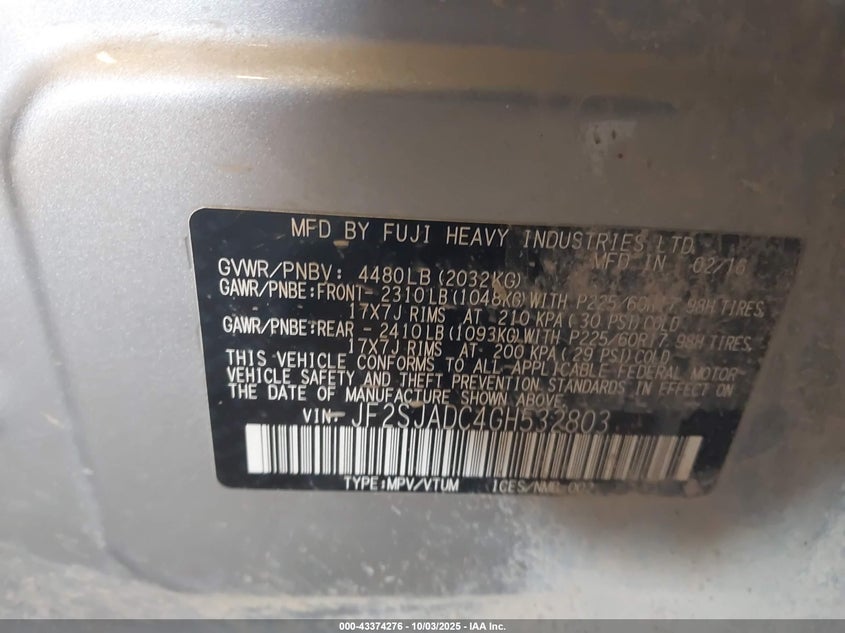 MFD BY FUJI HEAVY INDUSTRIES LTD.
MFD IN 02/16
GVWR/PNBV: 4480LB (2032KG)
GAWR/PNBE:FRONT- 2310LB (1048KG) WITH P225/60R17 98H TIRES,
17X7J RIMS AT 210 KPA (30 PSI) COLD
GAWR/PNBE:REAR - 2410LB (1093KG) WITH P225/60R17 98H TIRES,
17X7J RIMS AT 200 KPA (29 PSI) COLD
THIS VEHICLE CONFORMS TO ALL APPLICABLE FEDERAL MOTOR
VEHICLE SAFETY AND THEFT PREVENTION STANDARDS IN EFFECT ON
THE DATE OF MANUFACTURE SHOWN ABOVE.
VIN- JF2SJADC4GH532803
TYPE:MPV/VTUM ICES/NMB-002
000-43374276 - 10/03/2025 - IAA Inc.